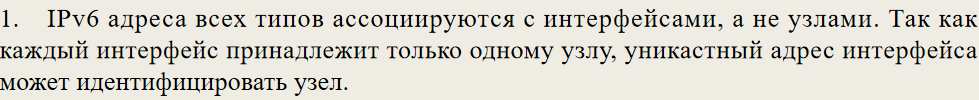 1. IPv6 адреса всех типов ассоциируются с интерфейсами, а не узлами. Так как
каждый интерфейс принадлежит только одному узлу, уникастный адрес интерфейса
может идентифицировать узел.